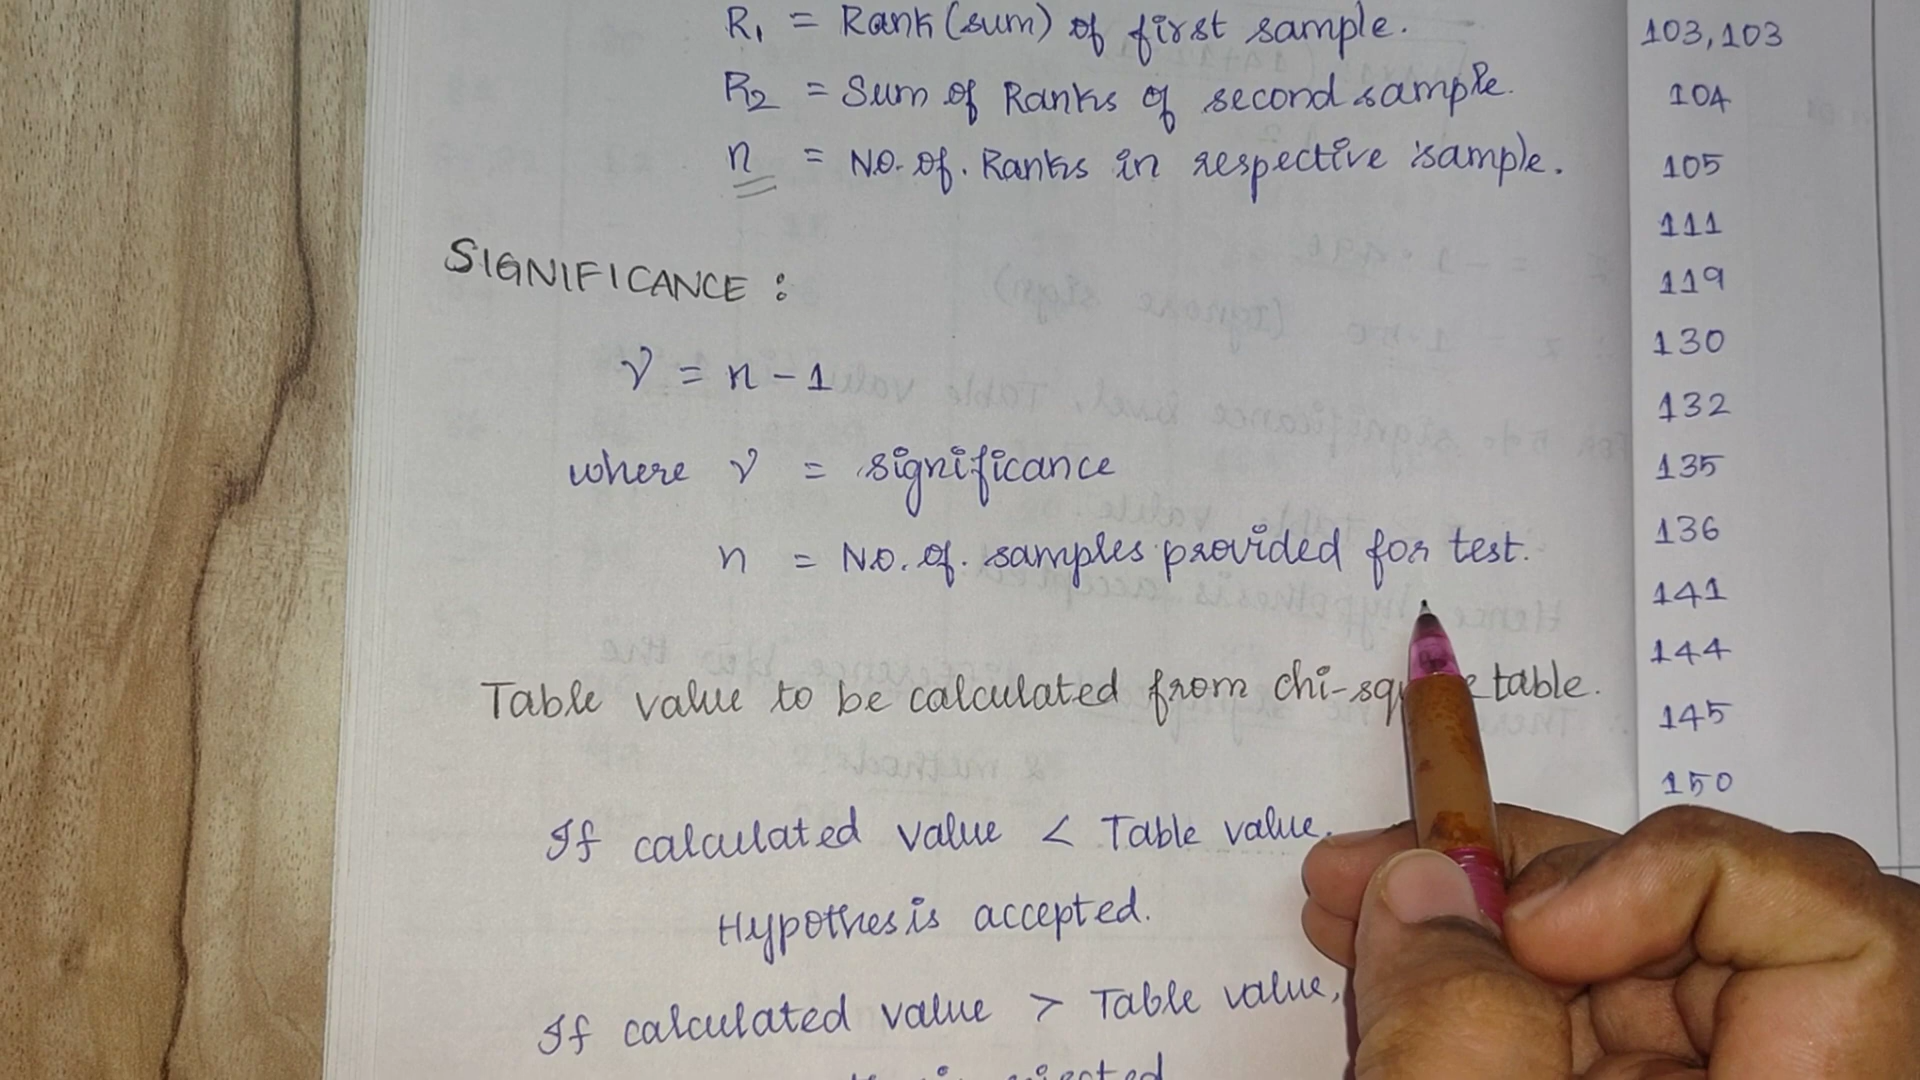 R₁ = Rank (sum) of first sample.
R₂ = Sum of Ranks of second sample.
n = No. of. Ranks in respective sample.
SIGNIFICANCE :
ν = n - 1
where ν = significance
n = No. of. samples provided for test.
Table value to be calculated from chi-sq table.
If calculated value < Table value.
Hypothesis accepted.
If calculated value > Table value,
103, 103
104
105
111
119
130
132
135
136
141
144
145
150